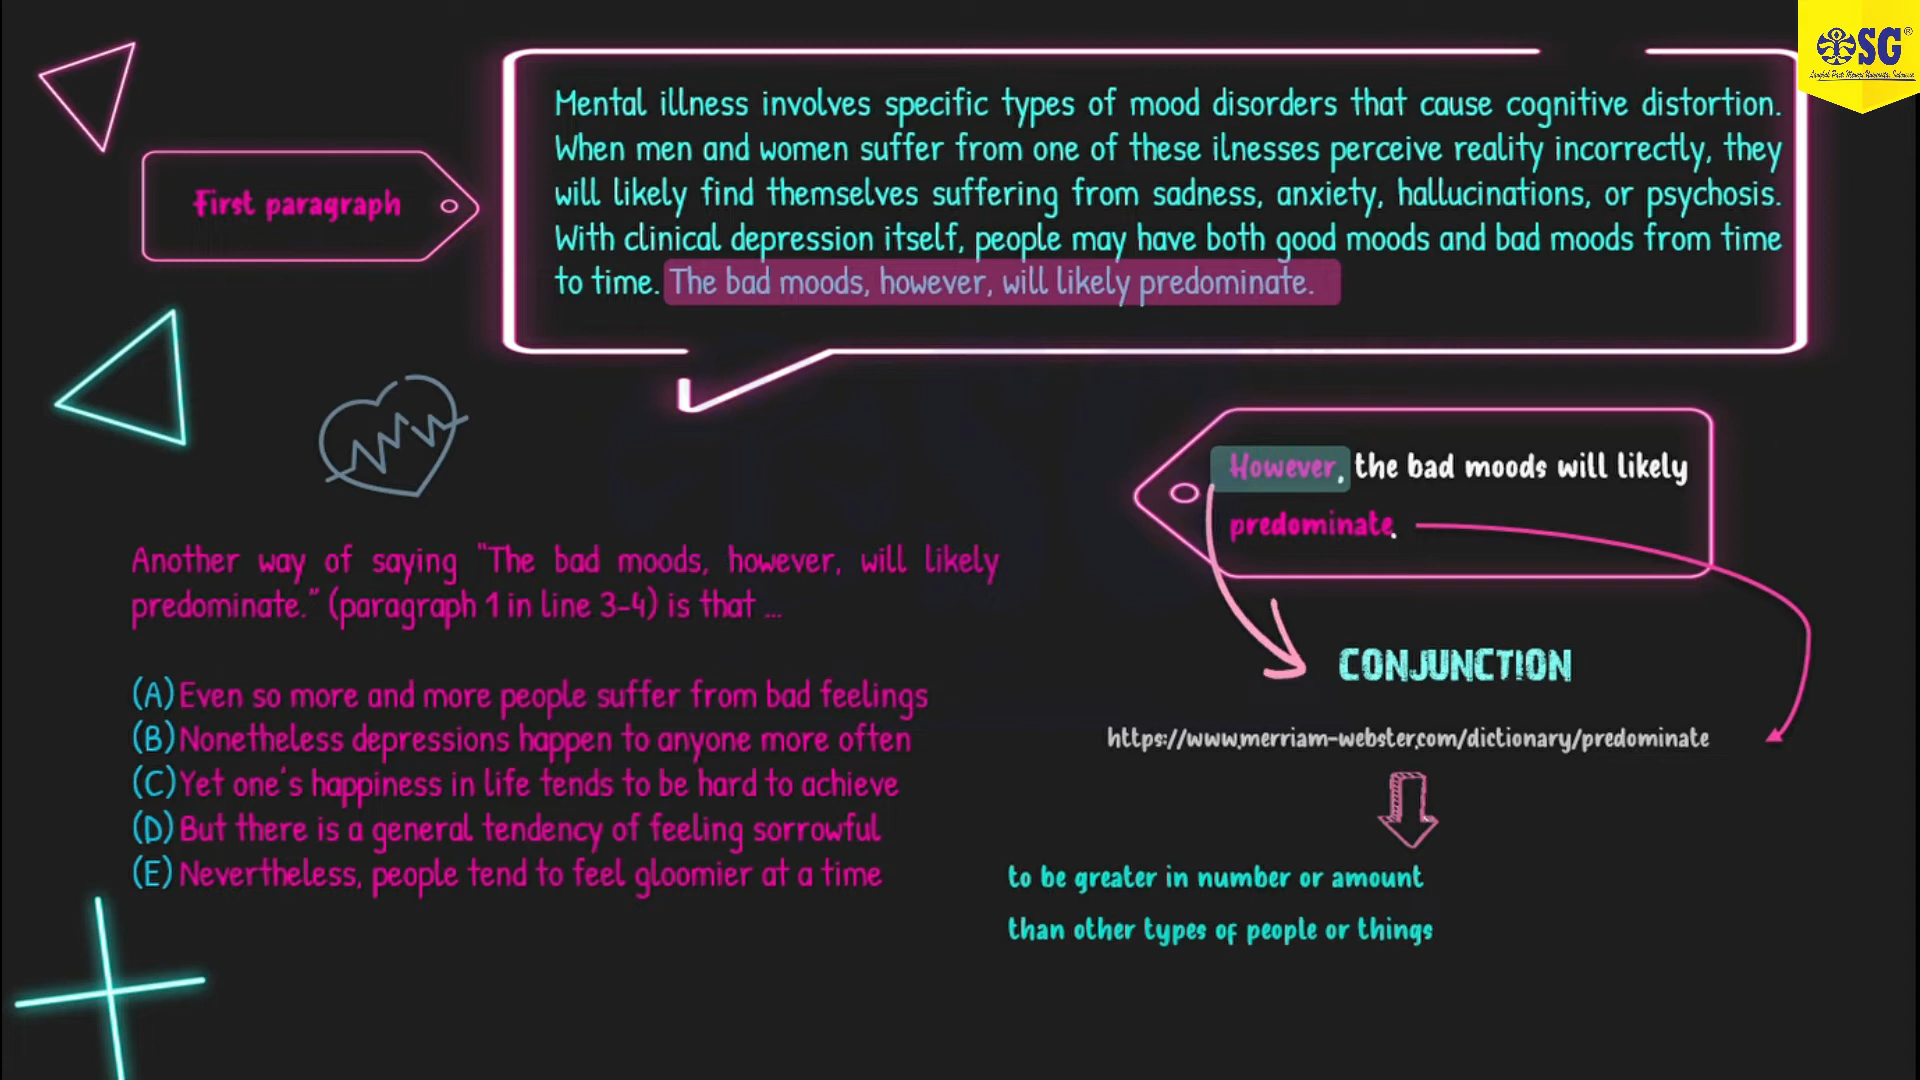 SG®
First paragraph
Mental illness involves specific types of mood disorders that cause cognitive distortion.
When men and women suffer from one of these ilnesses perceive reality incorrectly, they
will likely find themselves suffering from sadness, anxiety, hallucinations, or psychosis.
With clinical depression itself, people may have both good moods and bad moods from time
to time. The bad moods, however, will likely predominate.
However, the bad moods will likely
predominate.
CONJUNCTION
https://www.merriam-webster.com/dictionary/predominate
to be greater in number or amount
than other types of people or things
Another way of saying "The bad moods, however, will likely
predominate." (paragraph 1 in line 3-4) is that ...
(A) Even so more and more people suffer from bad feelings
(B) Nonetheless depressions happen to anyone more often
(C) Yet one's happiness in life tends to be hard to achieve
(D) But there is a general tendency of feeling sorrowful
(E) Nevertheless, people tend to feel gloomier at a time